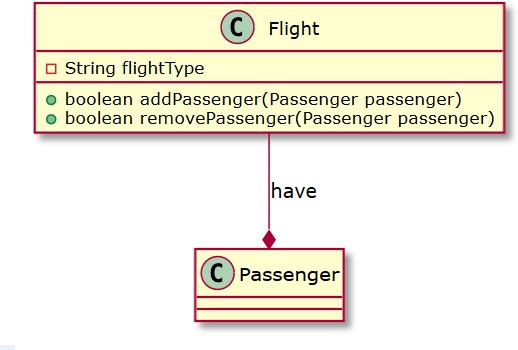 C Flight
String flightType
boolean addPassenger(Passenger passenger)
boolean removePassenger(Passenger passenger)
have
C Passenger